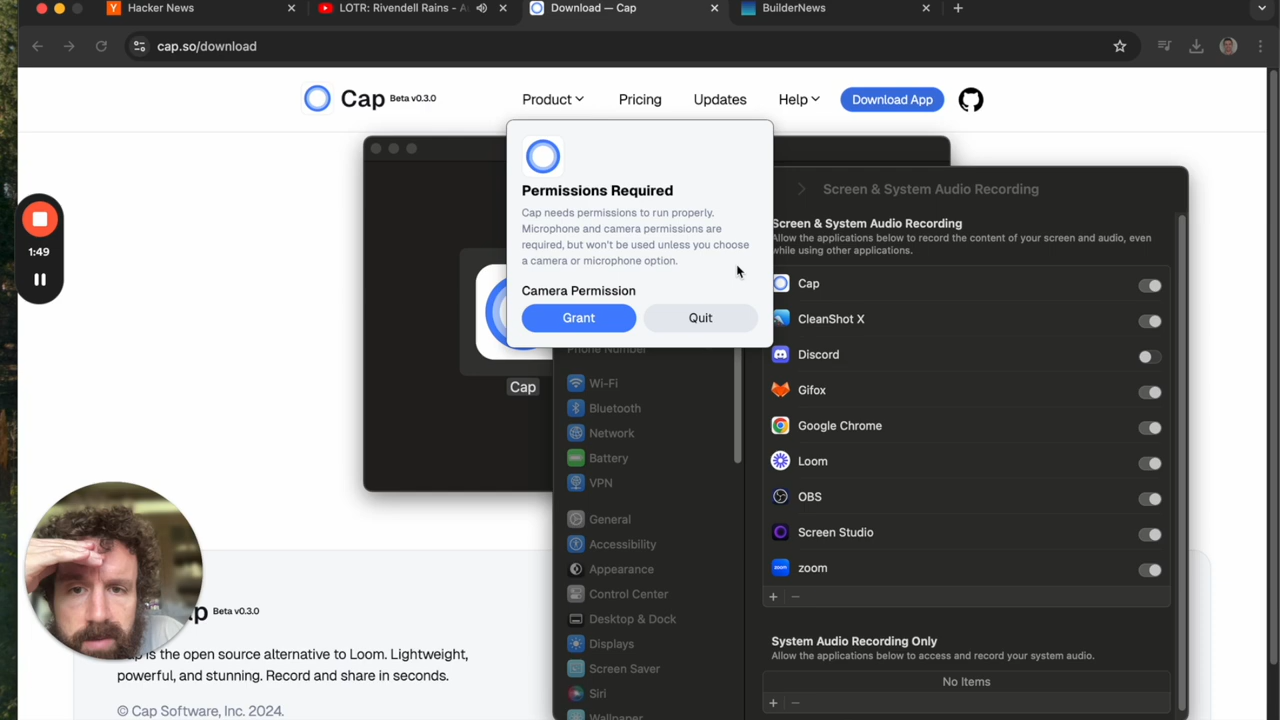 Hacker News
LOTR: Rivendell Rains - A
Download — Cap
BuilderNews
cap.so/download
Cap Beta v0.3.0
Product
Pricing
Updates
Help
Download App
1:49
Permissions Required
Cap needs permissions to run properly.
Microphone and camera permissions are
required, but won't be used unless you choose
a camera or microphone option.
Camera Permission
Grant
Quit
Cap
Phone Number
Wi-Fi
Bluetooth
Network
Battery
VPN
General
Accessibility
Appearance
Control Center
Desktop & Dock
Displays
Screen Saver
Siri
Wallpaper
Screen & System Audio Recording
Screen & System Audio Recording
Allow the applications below to record the content of your screen and audio, even
while using other applications.
Cap
CleanShot X
Discord
Gifox
Google Chrome
Loom
OBS
Screen Studio
zoom
zoom
+ −
System Audio Recording Only
Allow the applications below to access and record your system audio.
No Items
+ −
ap Beta v0.3.0
Cap is the open source alternative to Loom. Lightweight,
powerful, and stunning. Record and share in seconds.
© Cap Software, Inc. 2024.